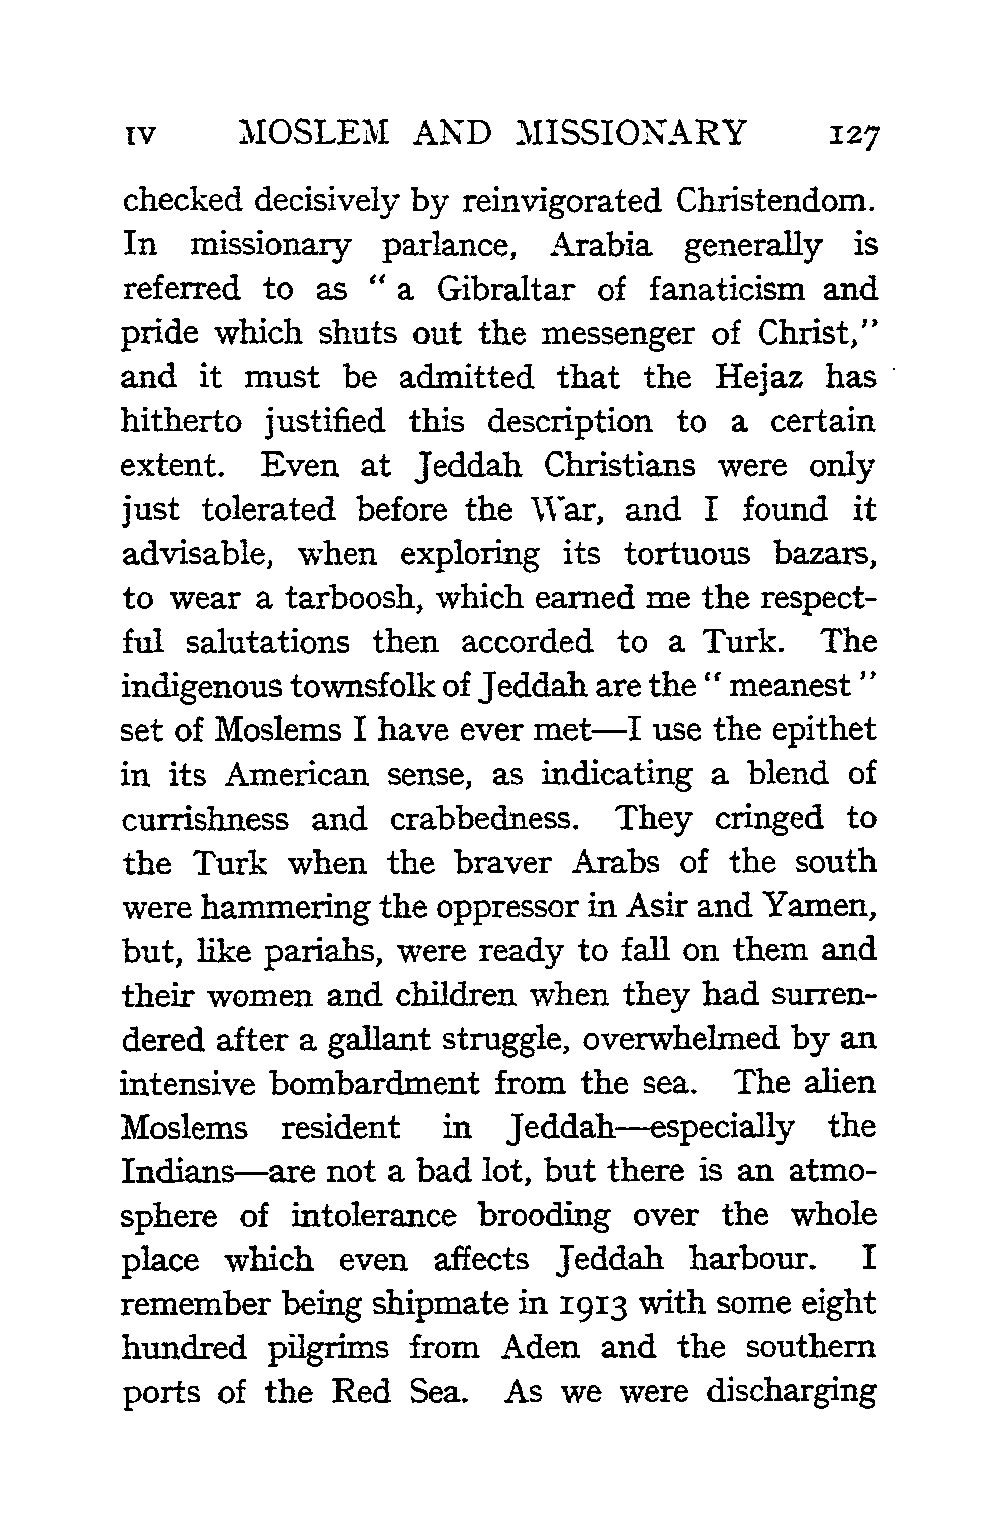 IV MOSLEM AND MISSIONARY 127
checked decisively by reinvigorated Christendom.
In missionary parlance, Arabia generally is
referred to as “ a Gibraltar of fanaticism and
pride which shuts out the messenger of Christ,”
and it must be admitted that the Hejaz has
hitherto justified this description to a certain
extent. Even at Jeddah Christians were only
just tolerated before the War, and I found it
advisable, when exploring its tortuous bazars,
to wear a tarboosh, which earned me the respect-
ful salutations then accorded to a Turk. The
indigenous townsfolk of Jeddah are the “ meanest ”
set of Moslems I have ever met—I use the epithet
in its American sense, as indicating a blend of
currishness and crabbedness. They cringed to
the Turk when the braver Arabs of the south
were hammering the oppressor in Asir and Yamen,
but, like pariahs, were ready to fall on them and
their women and children when they had surren-
dered after a gallant struggle, overwhelmed by an
intensive bombardment from the sea. The alien
Moslems resident in Jeddah—especially the
Indians—are not a bad lot, but there is an atmo-
sphere of intolerance brooding over the whole
place which even affects Jeddah harbour. I
remember being shipmate in 1913 with some eight
hundred pilgrims from Aden and the southern
ports of the Red Sea. As we were discharging